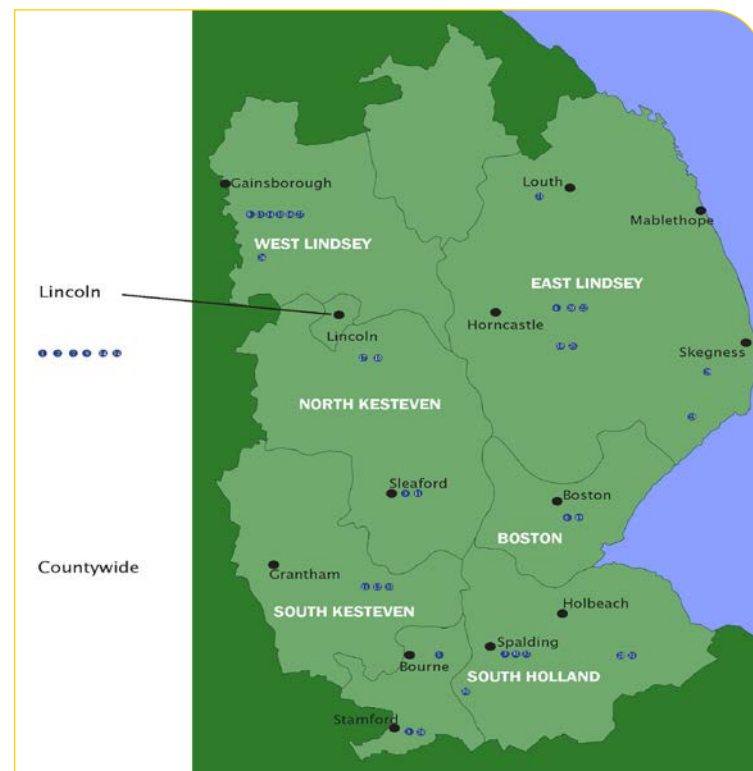 Louth
Gainsborough
Mablethope
WEST LINDSEY
EAST LINDSEY
Lincoln
Horncastle
Lincoln
Skegness
NORTH KESTEVEN
Sleaford
Boston
BOSTON
Countywide
Grantham
SOUTH KESTEVEN
Holbeach
Spalding
Bourne
SOUTH HOLLAND
Stamford